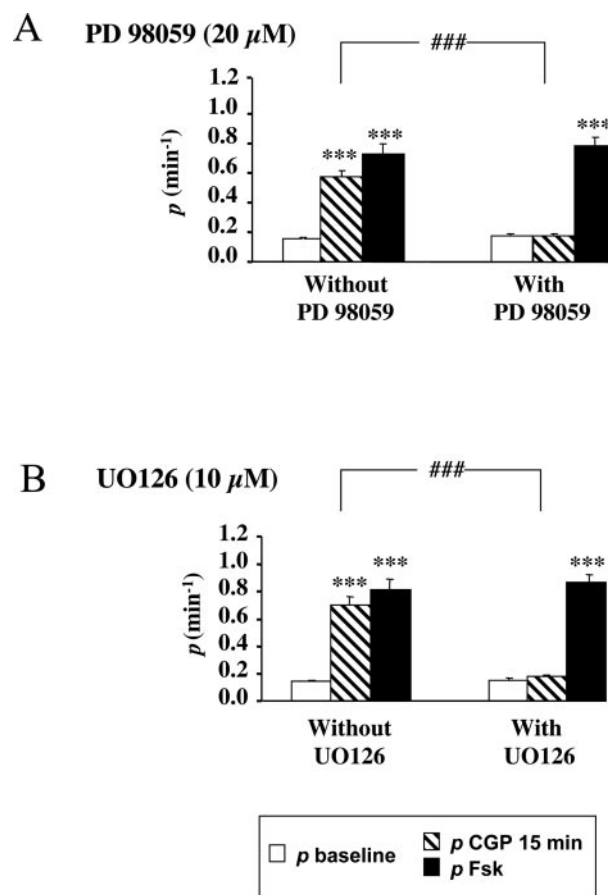 A
PD 98059 (20 µM)
###
p (min-1)
1.2
1.0
0.8
0.6
0.4
0.2
0.0
***
***
***
Without
PD 98059
With
PD 98059
B
UO126 (10 µM)
###
p (min-1)
1.2
1.0
0.8
0.6
0.4
0.2
0.0
***
***
***
Without
UO126
With
UO126
p baseline
p CGP 15 min
p Fsk